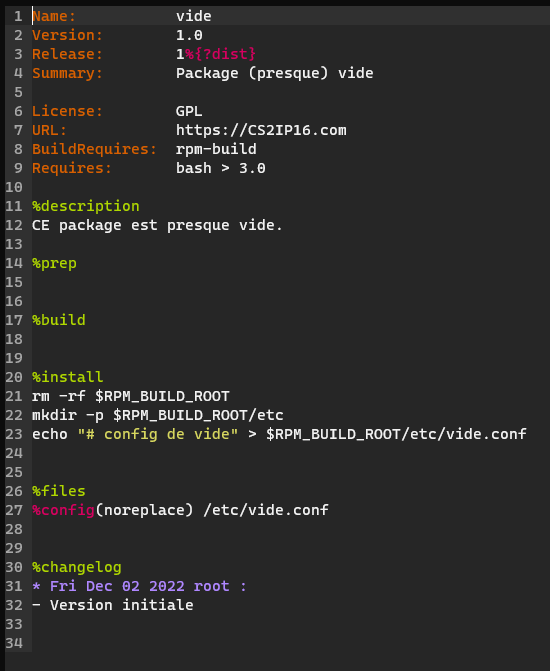 1 Name: vide
2 Version: 1.0
3 Release: 1%{?dist}
4 Summary: Package (presque) vide
5
6 License: GPL
7 URL: https://CS2IP16.com
8 BuildRequires: rpm-build
9 Requires: bash > 3.0
10
11 %description
12 CE package est presque vide.
13
14 %prep
15
16
17 %build
18
19
20 %install
21 rm -rf $RPM_BUILD_ROOT
22 mkdir -p $RPM_BUILD_ROOT/etc
23 echo "# config de vide" > $RPM_BUILD_ROOT/etc/vide.conf
24
25
26 %files
27 %config(noreplace) /etc/vide.conf
28
29
30 %changelog
31 * Fri Dec 02 2022 root :
32 - Version initiale
33
34